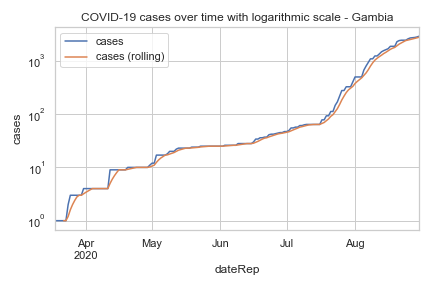 COVID-19 cases over time with logarithmic scale - Gambia
cases
cases (rolling)
10³
10²
10¹
10⁰
cases
Apr
2020
May
Jun
Jul
Aug
dateRep